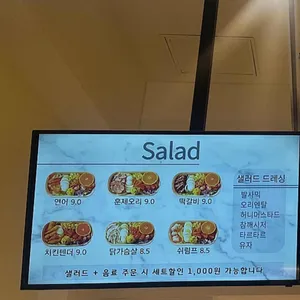 Salad
연어 9.0
훈제오리 9.0
떡갈비 9.0
치킨텐더 9.0
닭가슴살 8.5
쉬림프 8.5
샐러드 드레싱
발사믹
오리엔탈
허니머스타드
참깨시저
타르타르
유자
샐러드 + 음료 주문 시 세트할인 1,000원 가능합니다